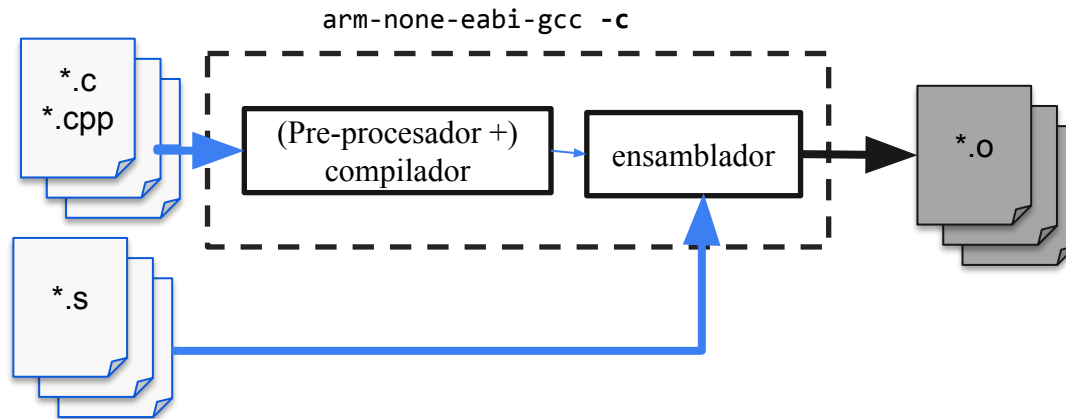 arm-none-eabi-gcc -c
*.c
*.cpp
(Pre-procesador +)
compilador
ensamblador
*.o
*.s